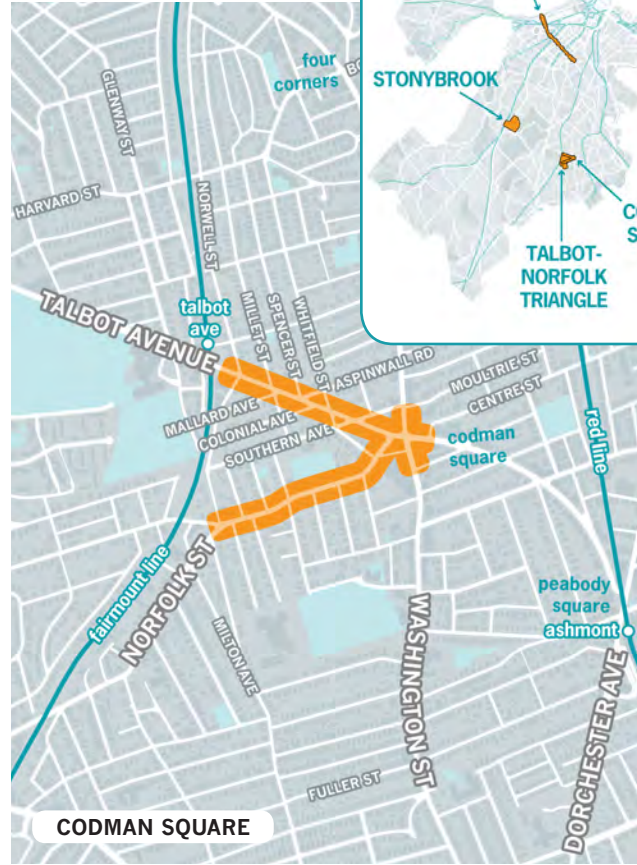 four
corners
GLENWAY ST
HARVARD ST
NORWELL ST
STONYBROOK
TALBOT-
NORFOLK
TRIANGLE
TALBOT AVENUE
talbot
ave
MILLET ST
SPENCER ST
WHITFIELD ST
ASPINWALL RD
MOULTRIE ST
CENTRE ST
MALLARD AVE
COLONIAL AVE
SOUTHERN AVE
codman
square
red line
fairmount line
NORFOLK ST
MILTON AVE
WASHINGTON ST
peabody
square
ashmont
DORCHESTER AVE
FULLER ST
CODMAN SQUARE